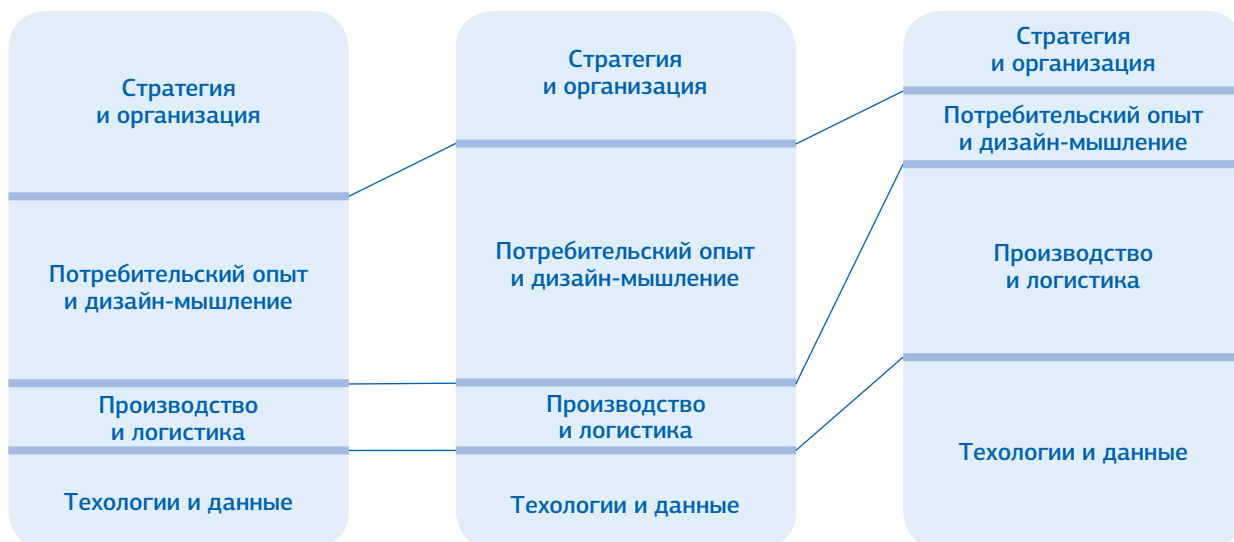 Стратегия
и организация
Потребительский опыт
и дизайн-мышление
Производство
и логистика
Техологии и данные
Стратегия
и организация
Потребительский опыт
и дизайн-мышление
Производство
и логистика
Техологии и данные
Стратегия
и организация
Потребительский опыт
и дизайн-мышление
Производство
и логистика
Техологии и данные